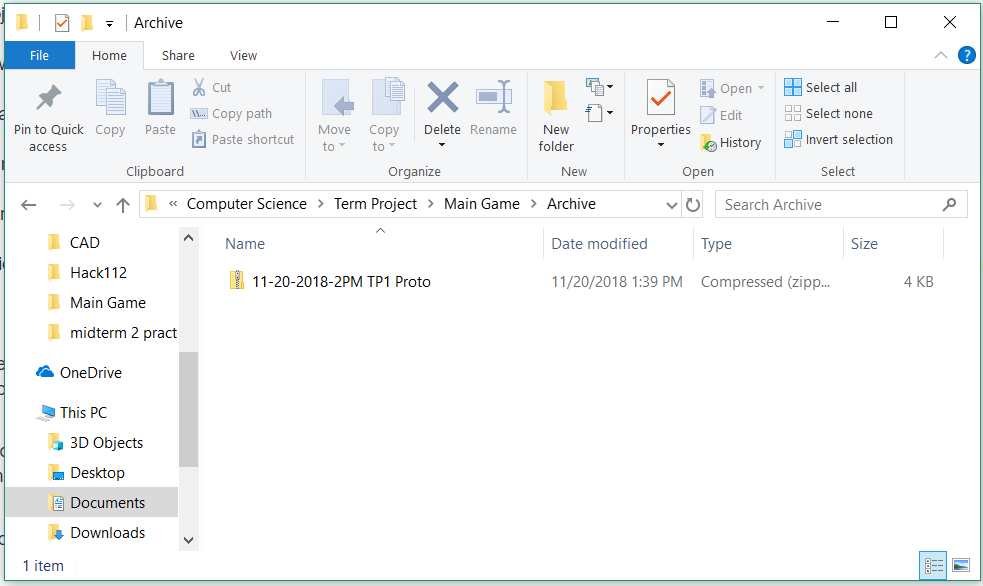 Archive
File Home Share View
Pin to Quick access
Copy
Paste
Cut
Copy path
Paste shortcut
Clipboard
Move to
Copy to
Delete
Rename
Organize
New folder
New
Properties
Open
Edit
History
Open
Select all
Select none
Invert selection
Select
« Computer Science > Term Project > Main Game > Archive
Search Archive
Name Date modified Type Size
11-20-2018-2PM TP1 Proto 11/20/2018 1:39 PM Compressed (zipp... 4 KB
CAD
Hack112
Main Game
midterm 2 pract
OneDrive
This PC
3D Objects
Desktop
Documents
Downloads
1 item